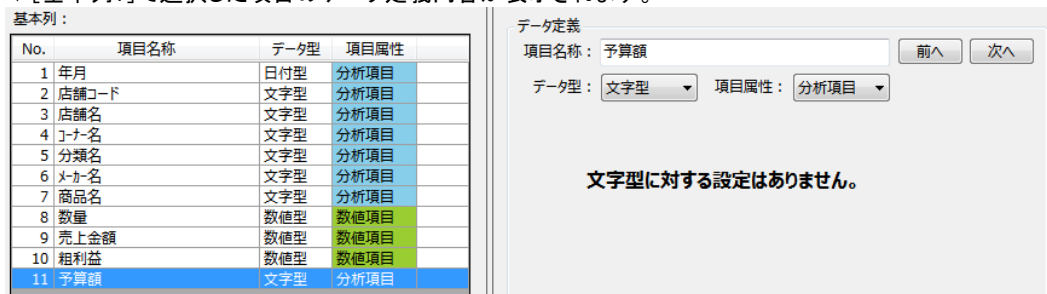 基本列：
No. 項目名称 データ型 項目属性
1 年月 日付型 分析項目
2 店舗コード 文字型 分析項目
3 店舗名 文字型 分析項目
4 ｺｰﾅｰ名 文字型 分析項目
5 分類名 文字型 分析項目
6 ﾒｰｶｰ名 文字型 分析項目
7 商品名 文字型 分析項目
8 数量 数値型 数値項目
9 売上金額 数値型 数値項目
10 粗利益 数値型 数値項目
11 予算額 文字型 分析項目
データ定義
項目名称： 予算額 前へ 次へ
データ型： 文字型 項目属性： 分析項目
文字型に対する設定はありません。